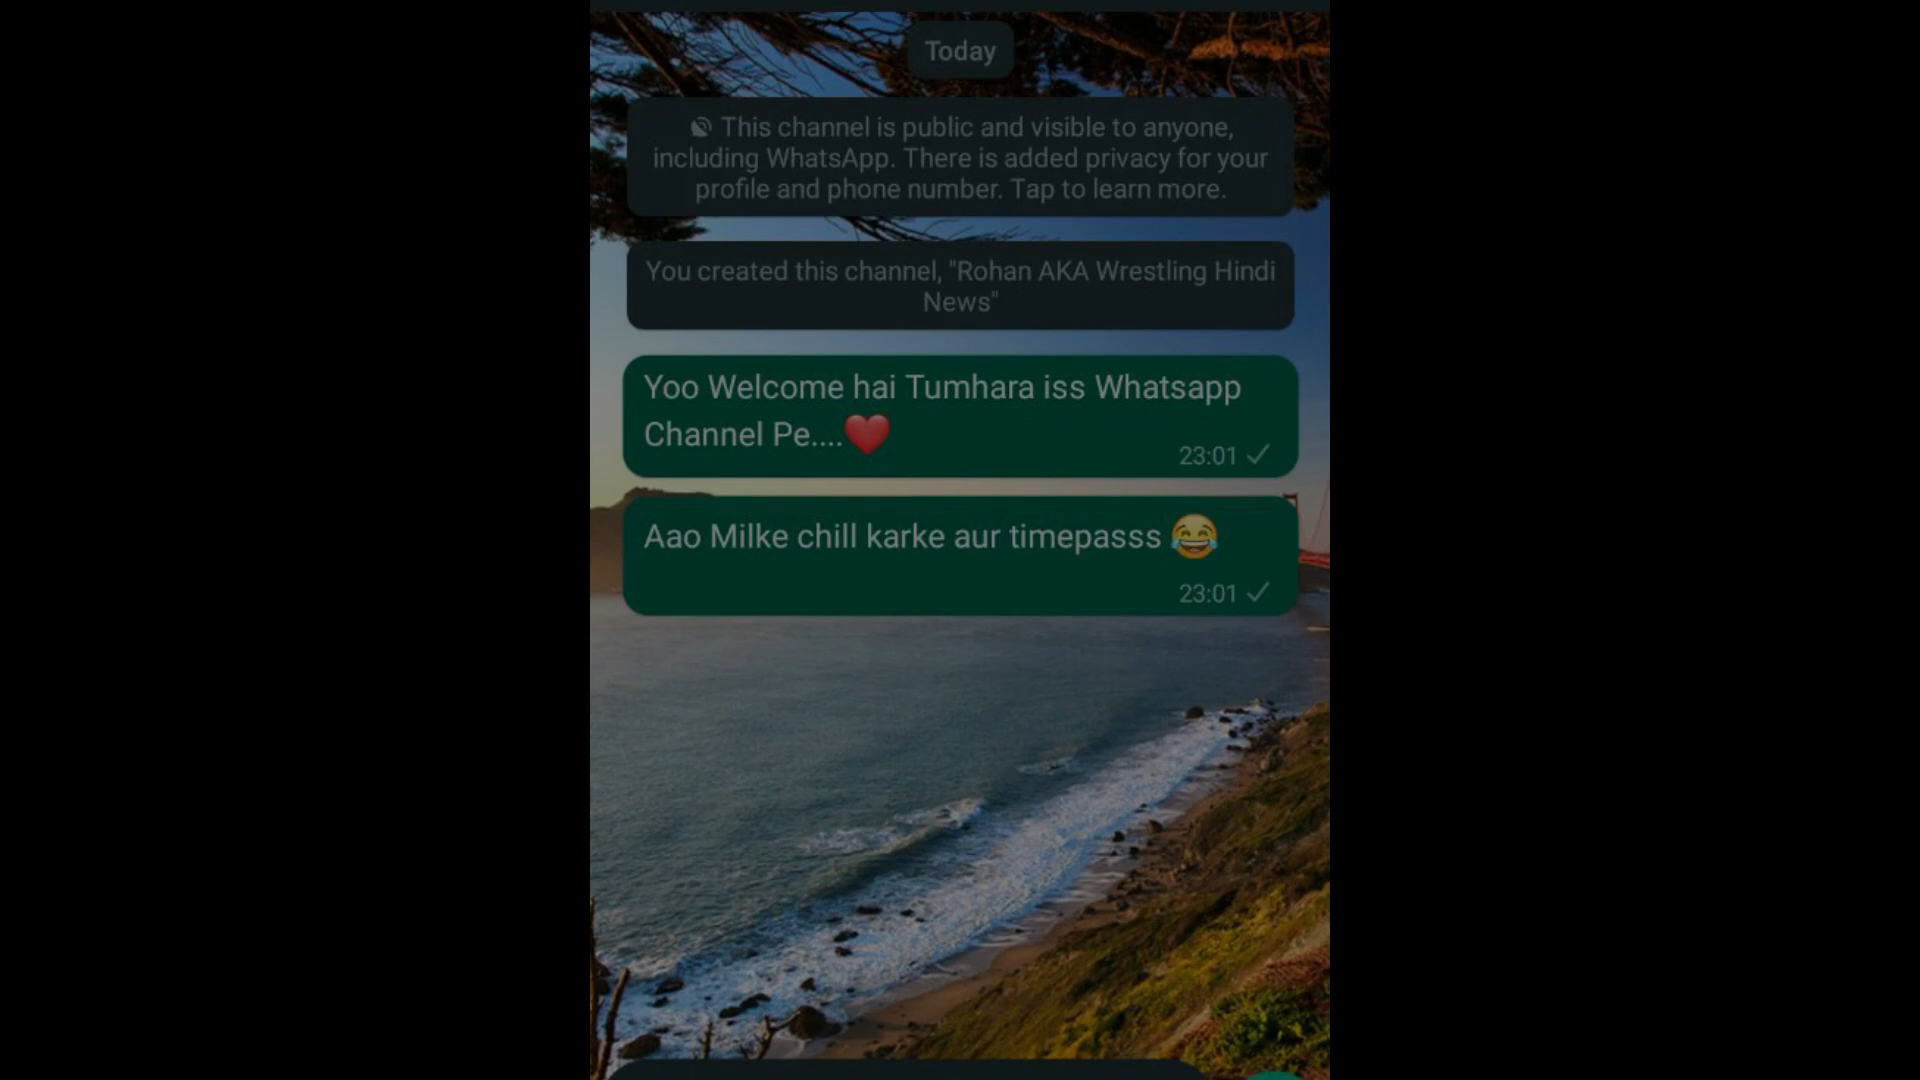 Today
This channel is public and visible to anyone,
including WhatsApp. There is added privacy for your
profile and phone number. Tap to learn more.
You created this channel, "Rohan AKA Wrestling Hindi
News"
Yoo Welcome hai Tumhara iss Whatsapp
Channel Pe....❤️
23:01
Aao Milke chill karke aur timepasss 😂
23:01